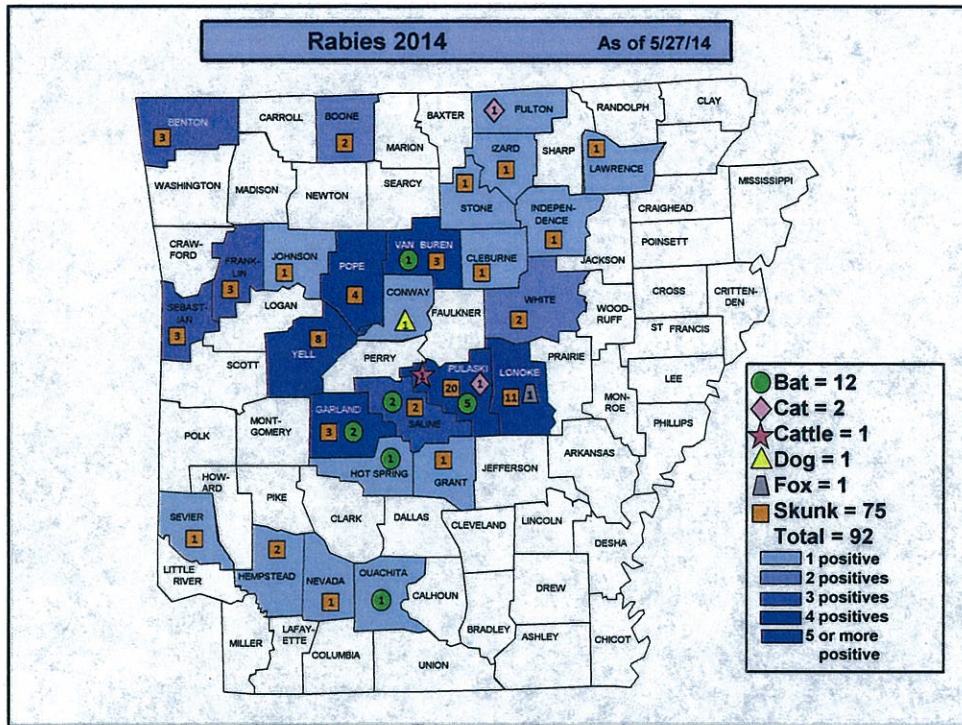 Rabies 2014 As of 5/27/14
BENTON
3
CARROLL
BOONE
2
MARION
BAXTER
1
FULTON
RANDOLPH
CLAY
IZARD
1
SHARP
1
LAWRENCE
WASHINGTON
MADISON
NEWTON
SEARCY
1
STONE
INDEPEN-
DENCE
1
MISSISSIPPI
CRAIGHEAD
POINSETT
CRAW-
FORD
FRANK-
LIN
3
JOHNSON
1
POPE
4
VAN BUREN
1
3
CLEBURNE
1
JACKSON
CROSS
CRITTEN-
DEN
SEBAST-
IAN
3
LOGAN
CONWAY
1
FAULKNER
WHITE
2
WOOD-
RUFF
ST FRANCIS
SCOTT
YELL
8
PERRY
1
PULASKI
20
1
5
LONOKE
11
1
PRAIRIE
MON-
ROE
LEE
PHILLIPS
POLK
MONT-
GOMERY
GARLAND
3
2
2
2
SALINE
1
HOT SPRING
1
GRANT
JEFFERSON
ARKANSAS
HOW-
ARD
PIKE
CLARK
DALLAS
CLEVELAND
LINCOLN
DESHA
SEVIER
1
LITTLE
RIVER
2
HEMPSTEAD
NEVADA
1
OUACHITA
1
CALHOUN
BRADLEY
DREW
MILLER
LAFAY-
ETTE
COLUMBIA
UNION
ASHLEY
CHICOT
Bat = 12
Cat = 2
Cattle = 1
Dog = 1
Fox = 1
Skunk = 75
Total = 92
1 positive
2 positives
3 positives
4 positives
5 or more
positive